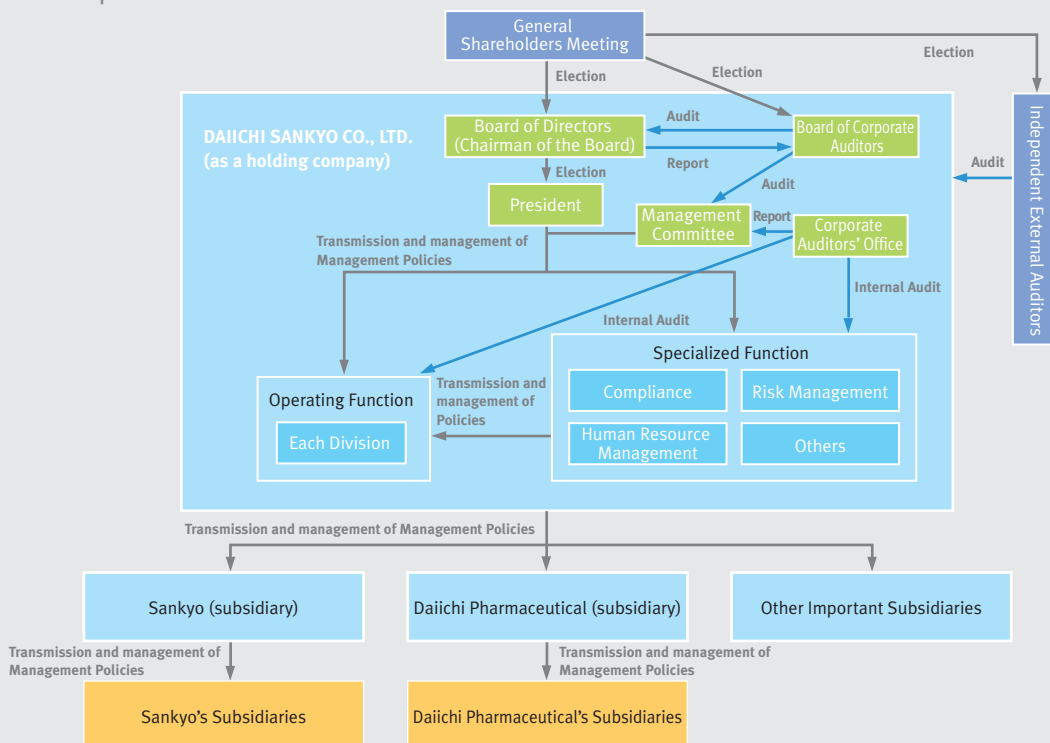 General
Shareholders Meeting
Election
Election
Election
DAIICHI SANKYO CO., LTD.
(as a holding company)
Board of Directors
(Chairman of the Board)
Audit
Report
Board of Corporate
Auditors
Independent External Auditors
Audit
Election
President
Audit
Management
Committee
Report
Corporate
Auditors’ Office
Transmission and management of
Management Policies
Internal Audit
Internal Audit
Operating Function
Each Division
Transmission and
management of
Policies
Specialized Function
Compliance
Risk Management
Human Resource
Management
Others
Transmission and management of Management Policies
Sankyo (subsidiary)
Daiichi Pharmaceutical (subsidiary)
Other Important Subsidiaries
Transmission and management of
Management Policies
Transmission and management of
Management Policies
Sankyo’s Subsidiaries
Daiichi Pharmaceutical’s Subsidiaries